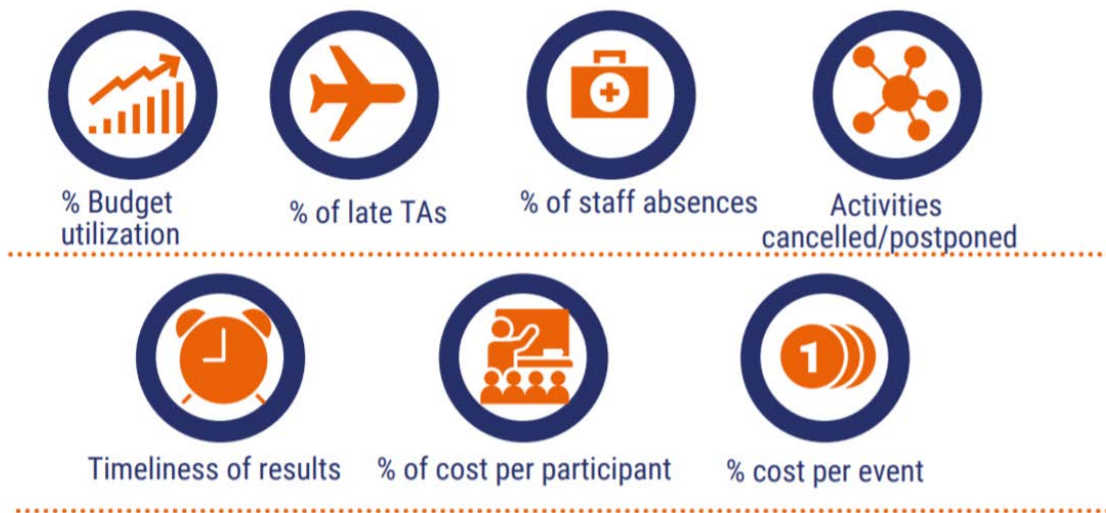 % Budget
utilization
% of late TAs
% of staff absences
Activities
cancelled/postponed
1
Timeliness of results
% of cost per participant
% cost per event